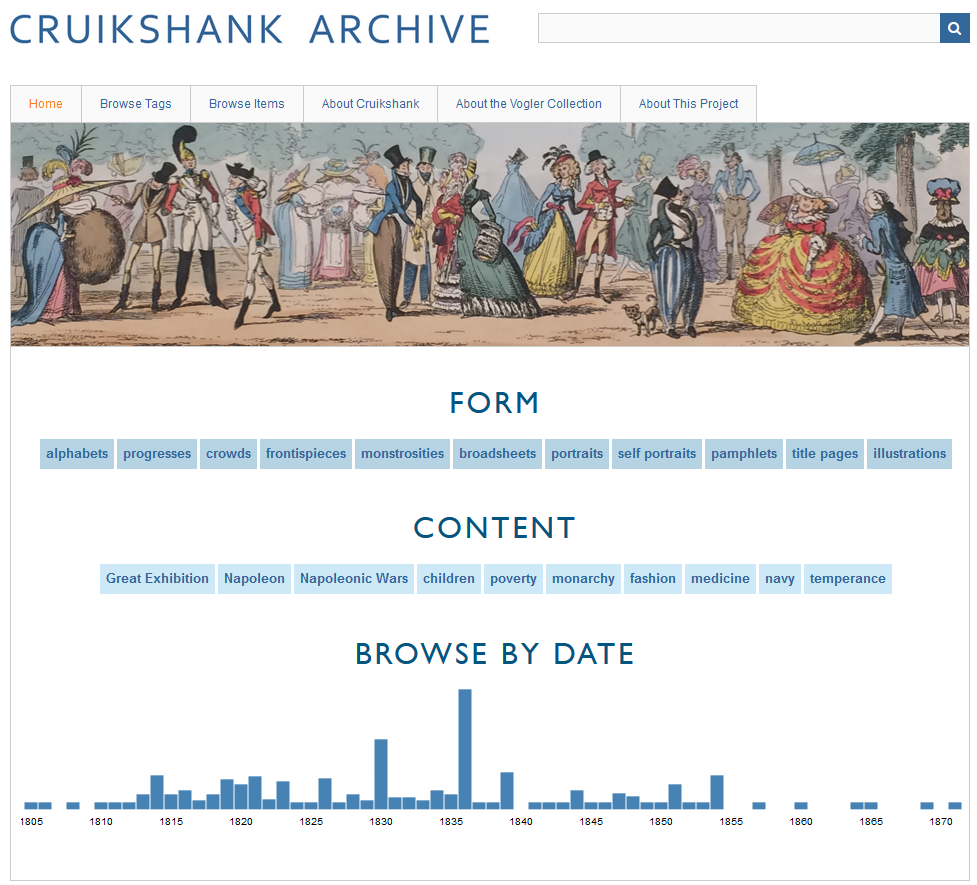 CRUIKSHANK ARCHIVE
Home Browse Tags Browse Items About Cruikshank About the Vogler Collection About This Project
FORM
alphabets progresses crowds frontispieces monstrosities broadsheets portraits self portraits pamphlets title pages illustrations
CONTENT
Great Exhibition Napoleon Napoleonic Wars children poverty monarchy fashion medicine navy temperance
BROWSE BY DATE
1805 1810 1815 1820 1825 1830 1835 1840 1845 1850 1855 1860 1865 1870